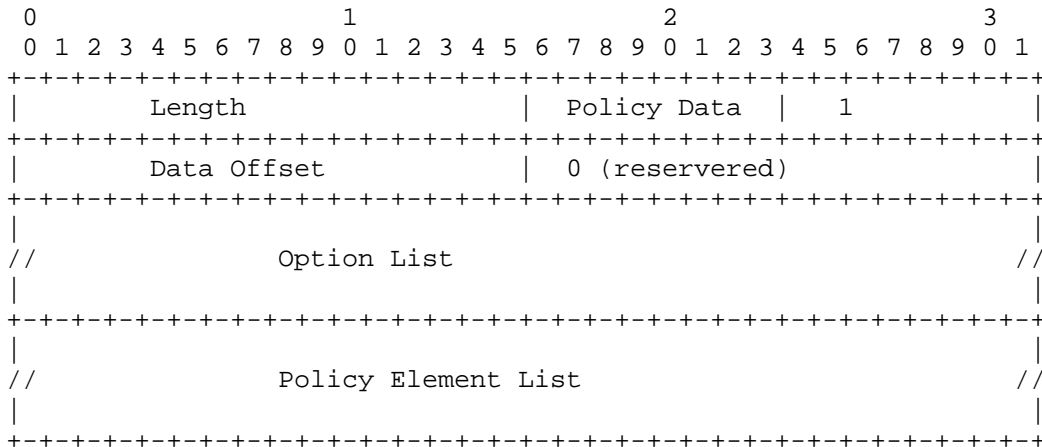 0                   1                   2                   3
0 1 2 3 4 5 6 7 8 9 0 1 2 3 4 5 6 7 8 9 0 1 2 3 4 5 6 7 8 9 0 1
+-+-+-+-+-+-+-+-+-+-+-+-+-+-+-+-+-+-+-+-+-+-+-+-+-+-+-+-+-+-+-+-+
|        Length                 |  Policy Data  |   1           |
+-+-+-+-+-+-+-+-+-+-+-+-+-+-+-+-+-+-+-+-+-+-+-+-+-+-+-+-+-+-+-+-+
|        Data Offset            |  0 (reservered)               |
+-+-+-+-+-+-+-+-+-+-+-+-+-+-+-+-+-+-+-+-+-+-+-+-+-+-+-+-+-+-+-+-+
|                                                               |
//               Option List                                   //
|                                                               |
+-+-+-+-+-+-+-+-+-+-+-+-+-+-+-+-+-+-+-+-+-+-+-+-+-+-+-+-+-+-+-+-+
|                                                               |
//               Policy Element List                           //
|                                                               |
+-+-+-+-+-+-+-+-+-+-+-+-+-+-+-+-+-+-+-+-+-+-+-+-+-+-+-+-+-+-+-+-+